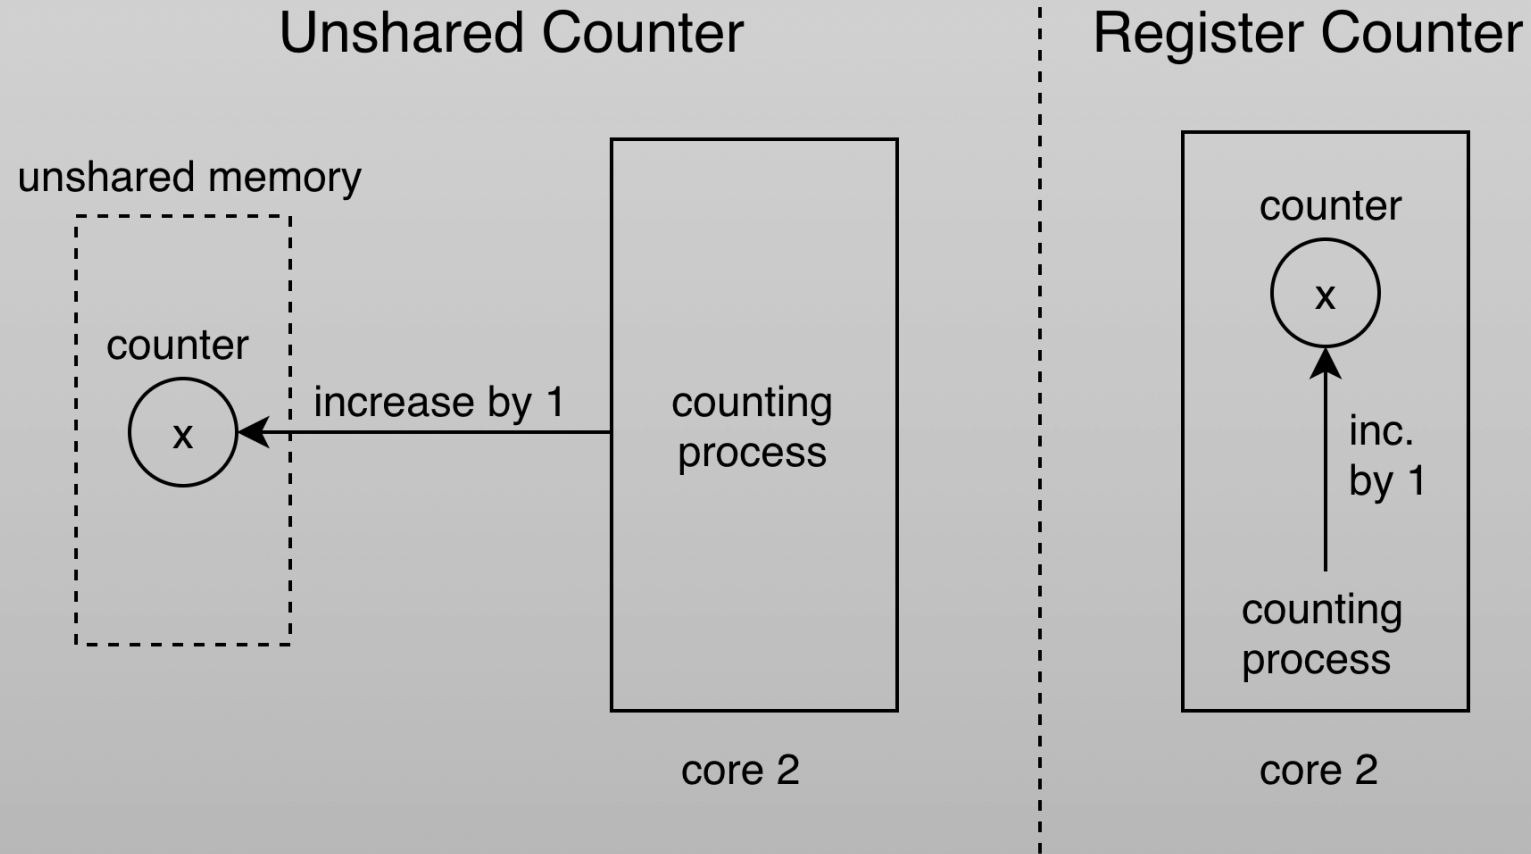 Unshared Counter
unshared memory
counter
x
increase by 1
counting
process
core 2
Register Counter
counter
x
inc.
by 1
counting
process
core 2